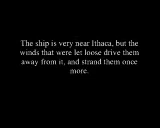 The ship is very near Ithaca, but the
winds that were let loose drive them
away from it, and strand them once
more.